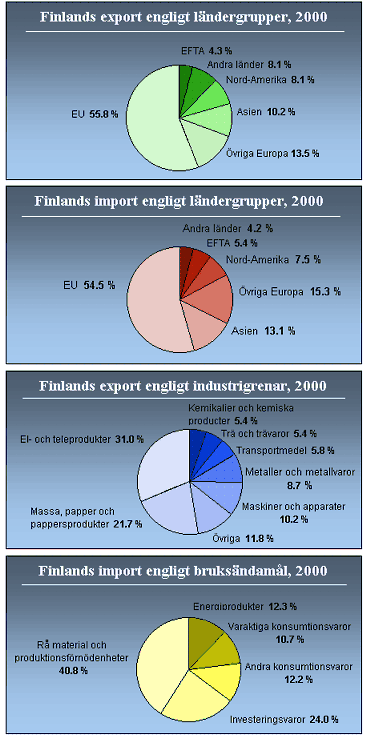 Finlands export engligt ländergrupper, 2000
EFTA 4.3 %
Andra länder 8.1 %
Nord-Amerika 8.1 %
EU 55.8 %
Asien 10.2 %
Övriga Europa 13.5 %
Finlands import engligt ländergrupper, 2000
Andra länder 4.2 %
EFTA 5.4 %
Nord-Amerika 7.5 %
EU 54.5 %
Övriga Europa 15.3 %
Asien 13.1 %
Finlands export engligt industrigrenar, 2000
Kemikalier och kemiska
producter 5.4 %
Trä och trävaror 5.4 %
El- och teleprodukter 31.0 %
Transportmedel 5.8 %
Metaller och metallvaror
8.7 %
Maskiner och apparater
10.2 %
Massa, papper och
pappersprodukter 21.7 %
Övriga 11.8 %
Finlands import engligt bruksändamål, 2000
Energiprodukter 12.3 %
Varaktiga konsumtionsvaror
10.7 %
Rå material och
produktionsförnödenheter
40.8 %
Andra konsumtionsvaror
12.2 %
Investeringsvaror 24.0 %